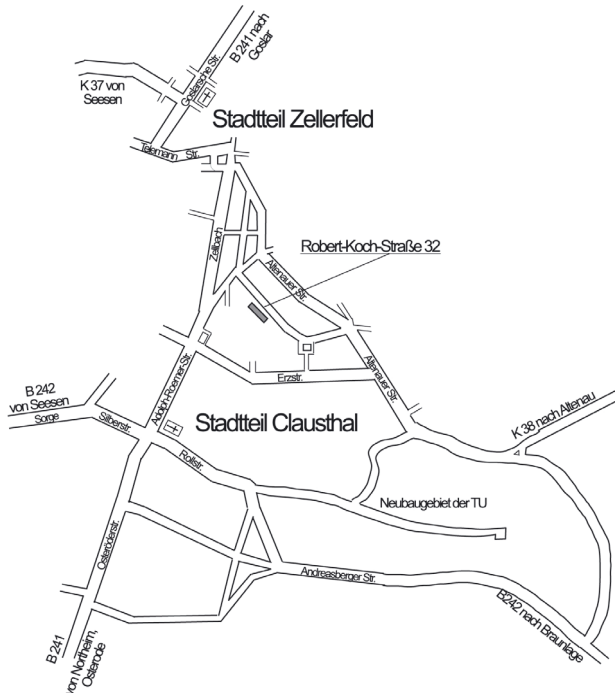 B 241 nach
Goslar
K 37 von
Seesen
Goslarsche Str.
Stadtteil Zellerfeld
Telemann Str.
Zellbach
Robert-Koch-Straße 32
Altenauer Str.
Altenauer Str.
Erzstr.
Adolph-Roemer-Str.
B 242
von Seesen
Sorge
Silberstr.
Stadtteil Clausthal
K 38 nach Altenau
Rollstr.
Neubaugebiet der TU
Osteröderstr.
Andreasberger Str.
B242 nach Braunlage
B 241
von Northeim,
Osterode